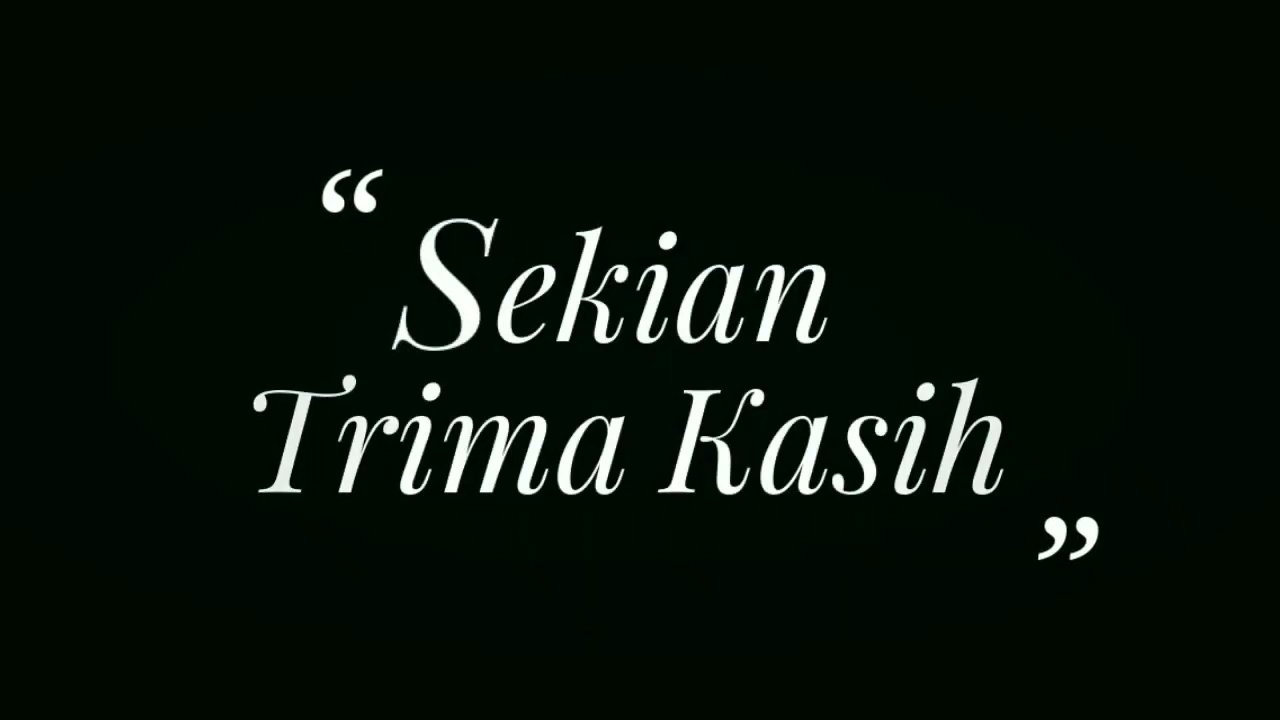 “ Sekian
Trima Kasih ”